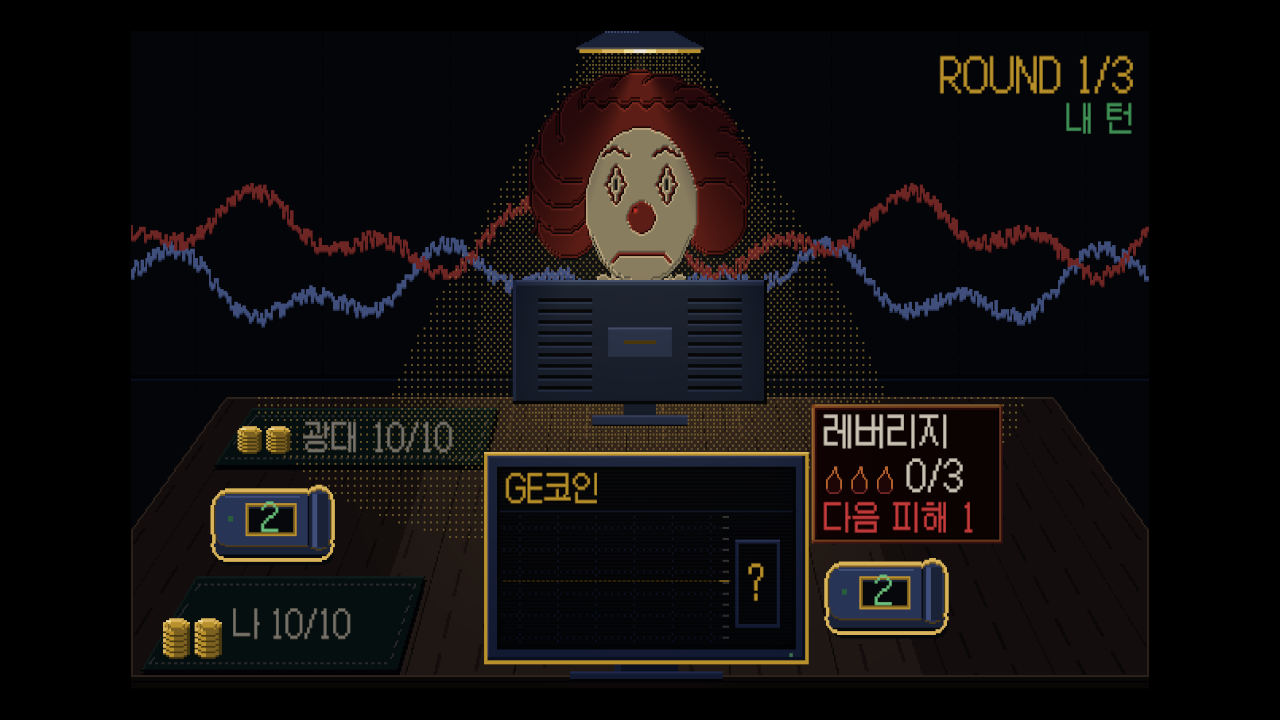 ROUND 1/3
내 턴
광대 10/10
레버리지
0/3
다음 피해 1
GE코인
?
2
2
나 10/10